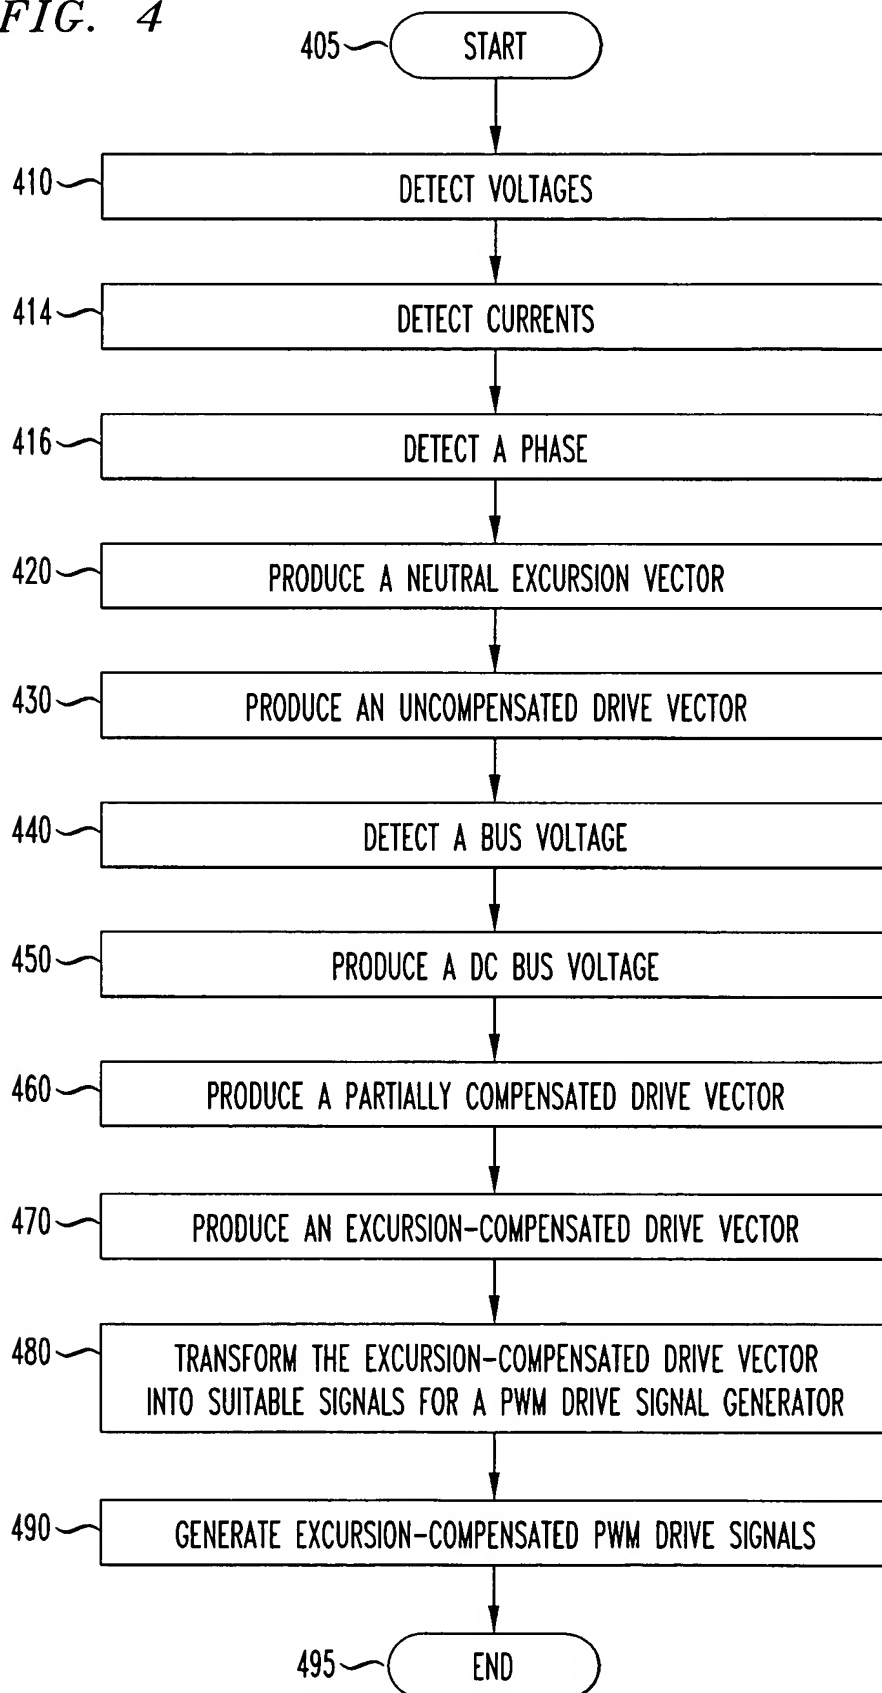 FIG. 4
405 START
410 DETECT VOLTAGES
414 DETECT CURRENTS
416 DETECT A PHASE
420 PRODUCE A NEUTRAL EXCURSION VECTOR
430 PRODUCE AN UNCOMPENSATED DRIVE VECTOR
440 DETECT A BUS VOLTAGE
450 PRODUCE A DC BUS VOLTAGE
460 PRODUCE A PARTIALLY COMPENSATED DRIVE VECTOR
470 PRODUCE AN EXCURSION-COMPENSATED DRIVE VECTOR
480 TRANSFORM THE EXCURSION-COMPENSATED DRIVE VECTOR
INTO SUITABLE SIGNALS FOR A PWM DRIVE SIGNAL GENERATOR
490 GENERATE EXCURSION-COMPENSATED PWM DRIVE SIGNALS
495 END